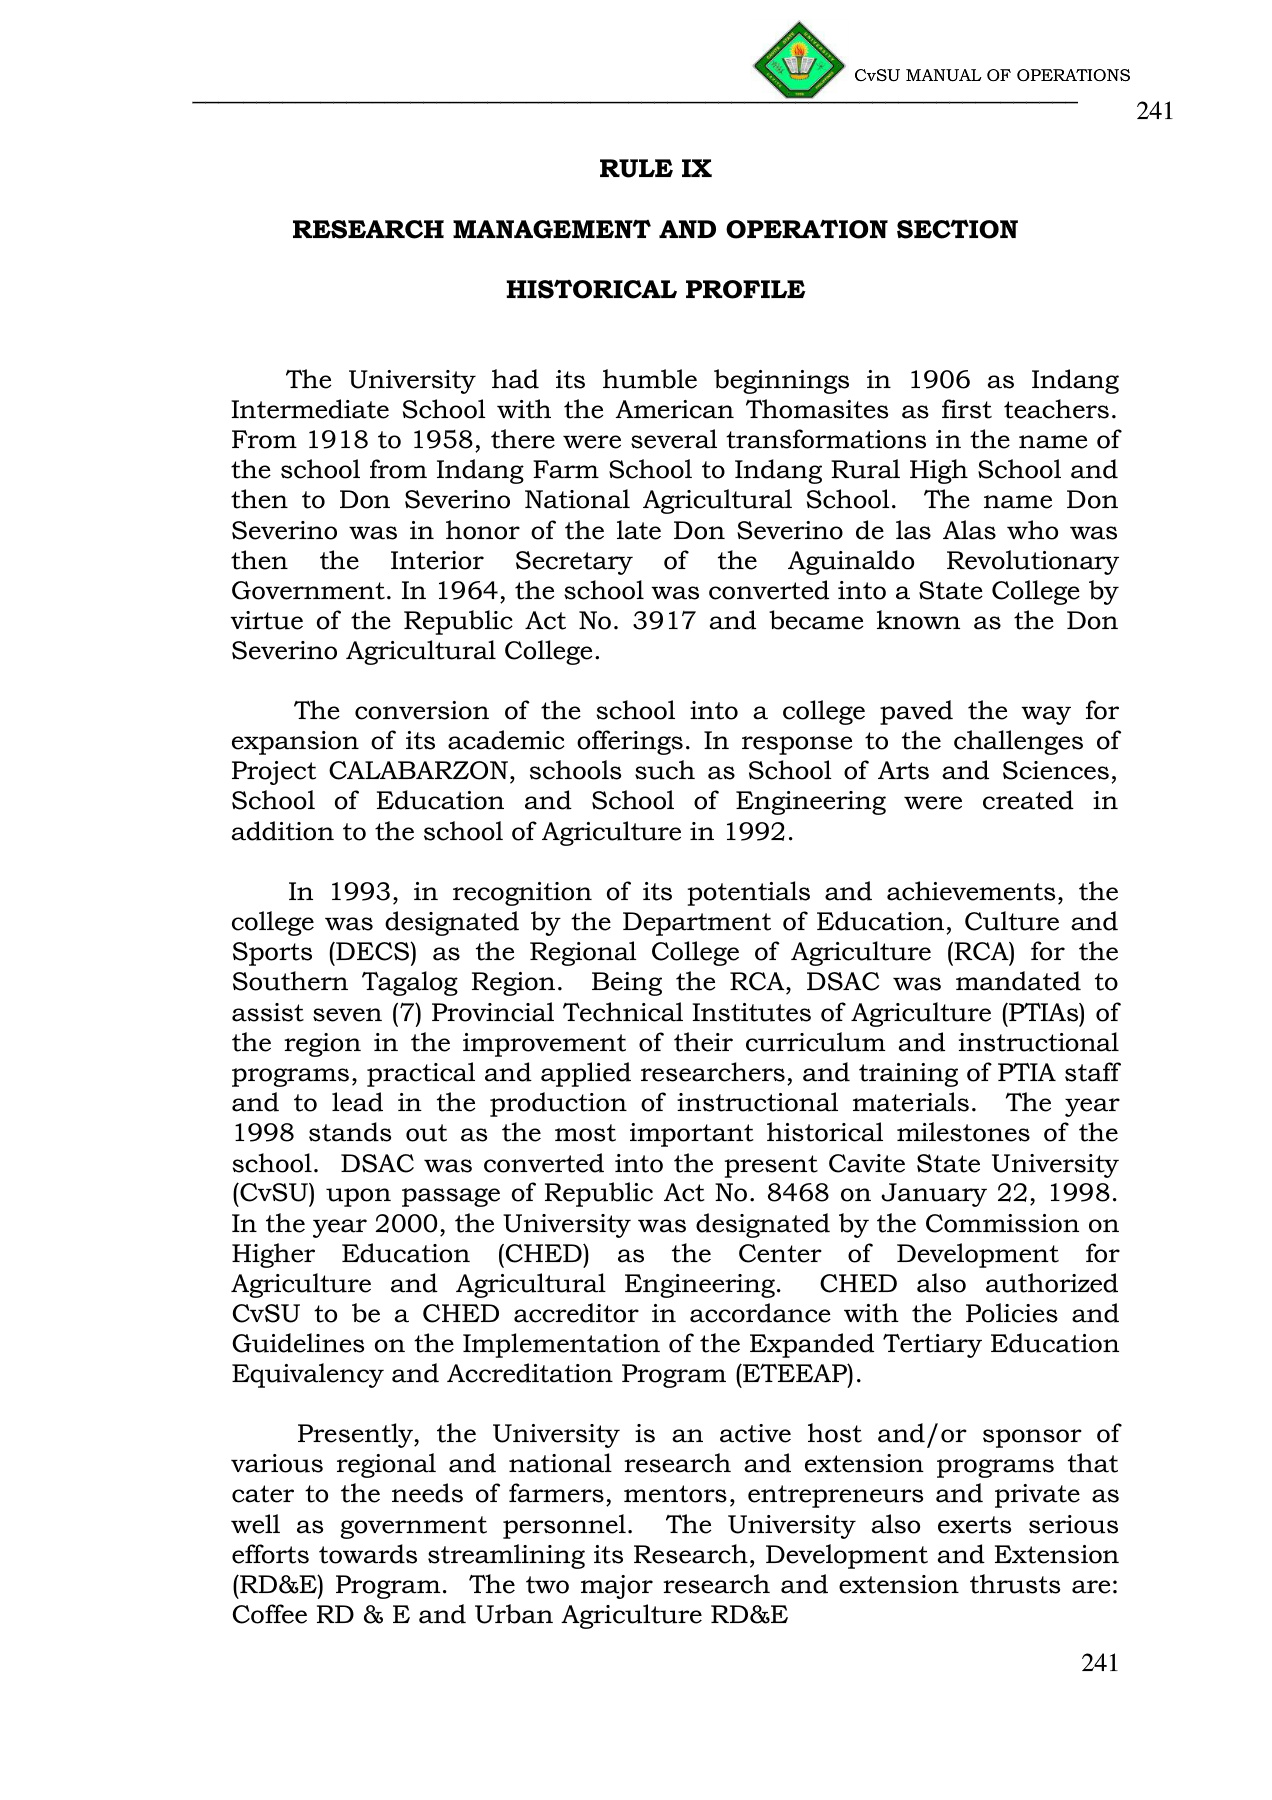 CvSU MANUAL OF OPERATIONS
241
RULE IX
RESEARCH MANAGEMENT AND OPERATION SECTION
HISTORICAL PROFILE
The University had its humble beginnings in 1906 as Indang
Intermediate School with the American Thomasites as first teachers.
From 1918 to 1958, there were several transformations in the name of
the school from Indang Farm School to Indang Rural High School and
then to Don Severino National Agricultural School. The name Don
Severino was in honor of the late Don Severino de las Alas who was
then the Interior Secretary of the Aguinaldo Revolutionary
Government. In 1964, the school was converted into a State College by
virtue of the Republic Act No. 3917 and became known as the Don
Severino Agricultural College.
The conversion of the school into a college paved the way for
expansion of its academic offerings. In response to the challenges of
Project CALABARZON, schools such as School of Arts and Sciences,
School of Education and School of Engineering were created in
addition to the school of Agriculture in 1992.
In 1993, in recognition of its potentials and achievements, the
college was designated by the Department of Education, Culture and
Sports (DECS) as the Regional College of Agriculture (RCA) for the
Southern Tagalog Region. Being the RCA, DSAC was mandated to
assist seven (7) Provincial Technical Institutes of Agriculture (PTIAs) of
the region in the improvement of their curriculum and instructional
programs, practical and applied researchers, and training of PTIA staff
and to lead in the production of instructional materials. The year
1998 stands out as the most important historical milestones of the
school. DSAC was converted into the present Cavite State University
(CvSU) upon passage of Republic Act No. 8468 on January 22, 1998.
In the year 2000, the University was designated by the Commission on
Higher Education (CHED) as the Center of Development for
Agriculture and Agricultural Engineering. CHED also authorized
CvSU to be a CHED accreditor in accordance with the Policies and
Guidelines on the Implementation of the Expanded Tertiary Education
Equivalency and Accreditation Program (ETEEAP).
Presently, the University is an active host and/or sponsor of
various regional and national research and extension programs that
cater to the needs of farmers, mentors, entrepreneurs and private as
well as government personnel. The University also exerts serious
efforts towards streamlining its Research, Development and Extension
(RD&E) Program. The two major research and extension thrusts are:
Coffee RD & E and Urban Agriculture RD&E
241